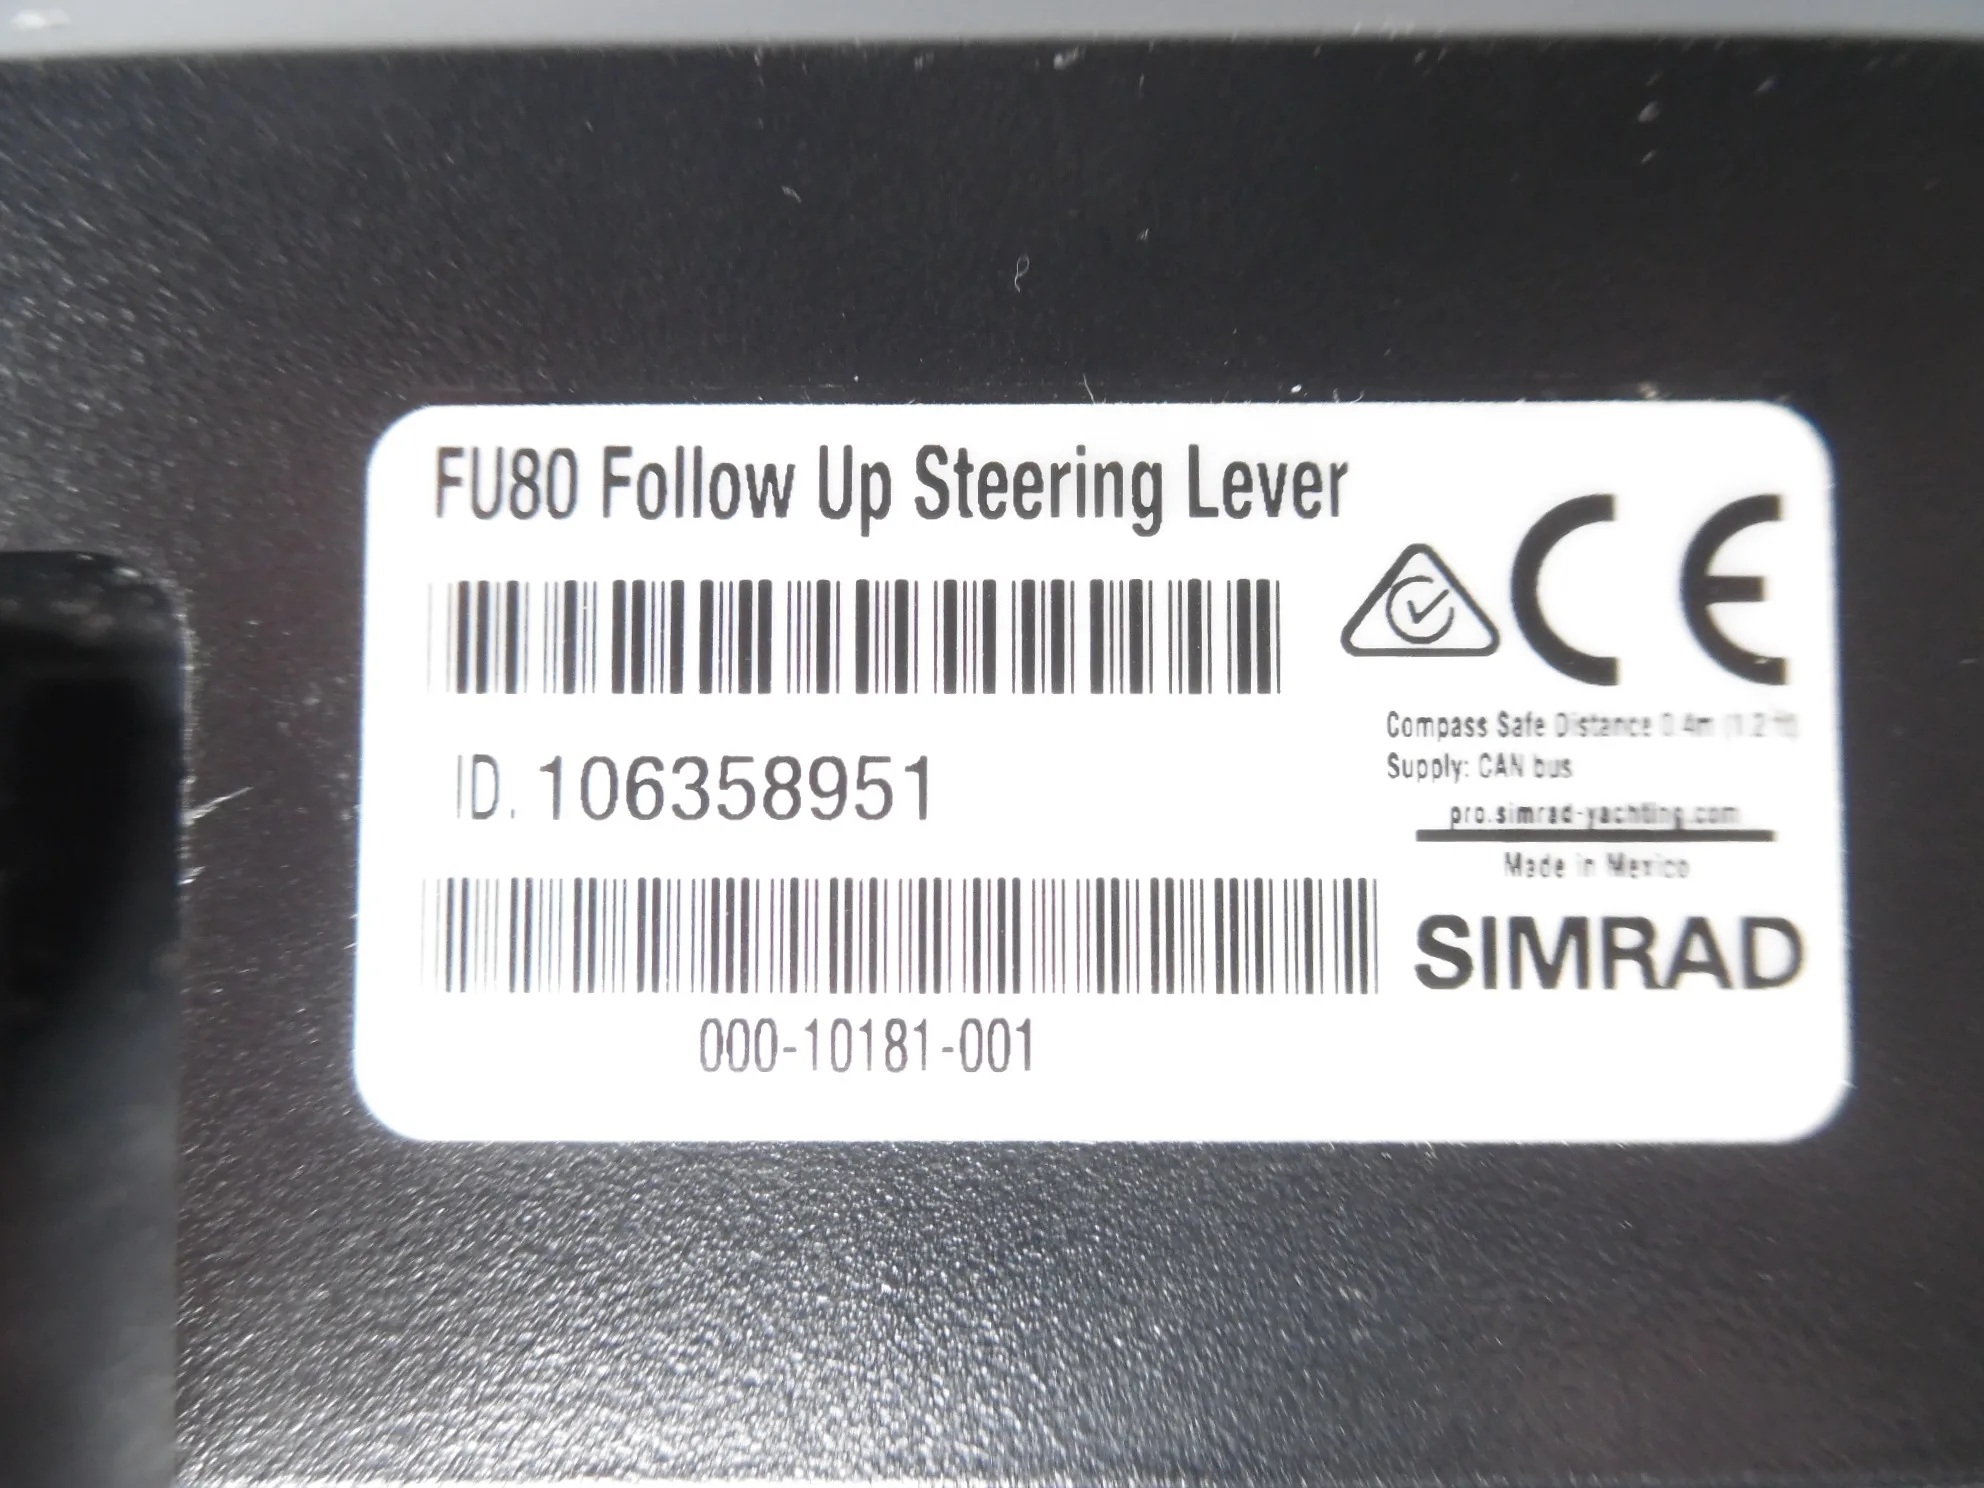 FU80 Follow Up Steering Lever
CE
Compass Safe Distance 0.4m (1.2 ft)
Supply: CAN bus
ID. 106358951
pro.simrad-yachting.com
Made in Mexico
SIMRAD
000-10181-001